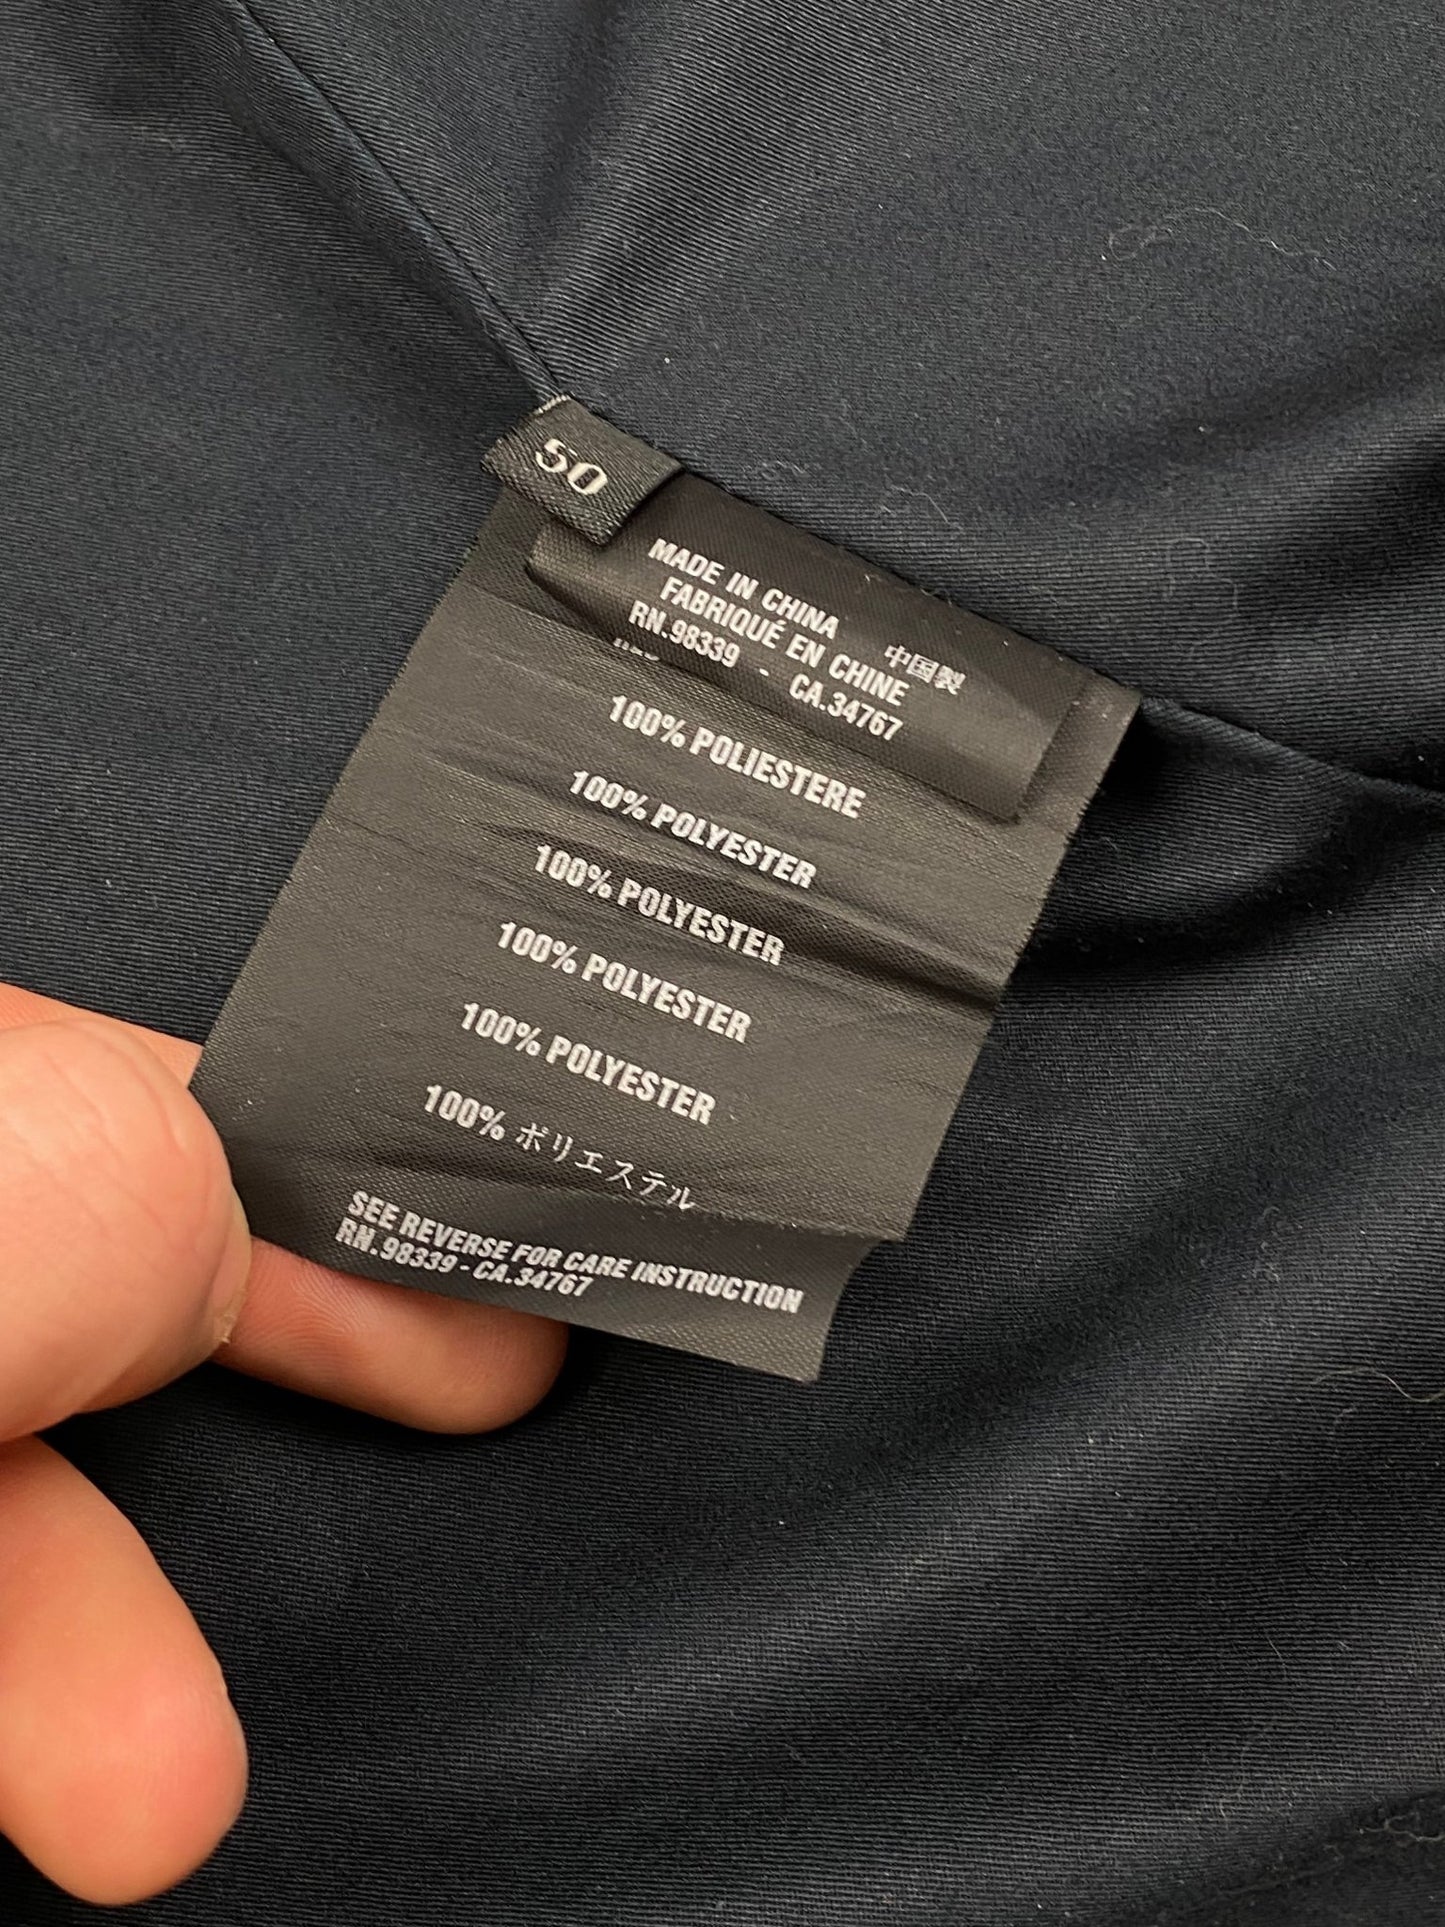 50
MADE IN CHINA 中国製
FABRIQUÉ EN CHINE
RN.98339 - CA.34767
100% POLIESTERE
100% POLYESTER
100% POLYESTER
100% POLYESTER
100% POLYESTER
100% ポリエステル
SEE REVERSE FOR CARE INSTRUCTION
RN.98339 - CA.34767